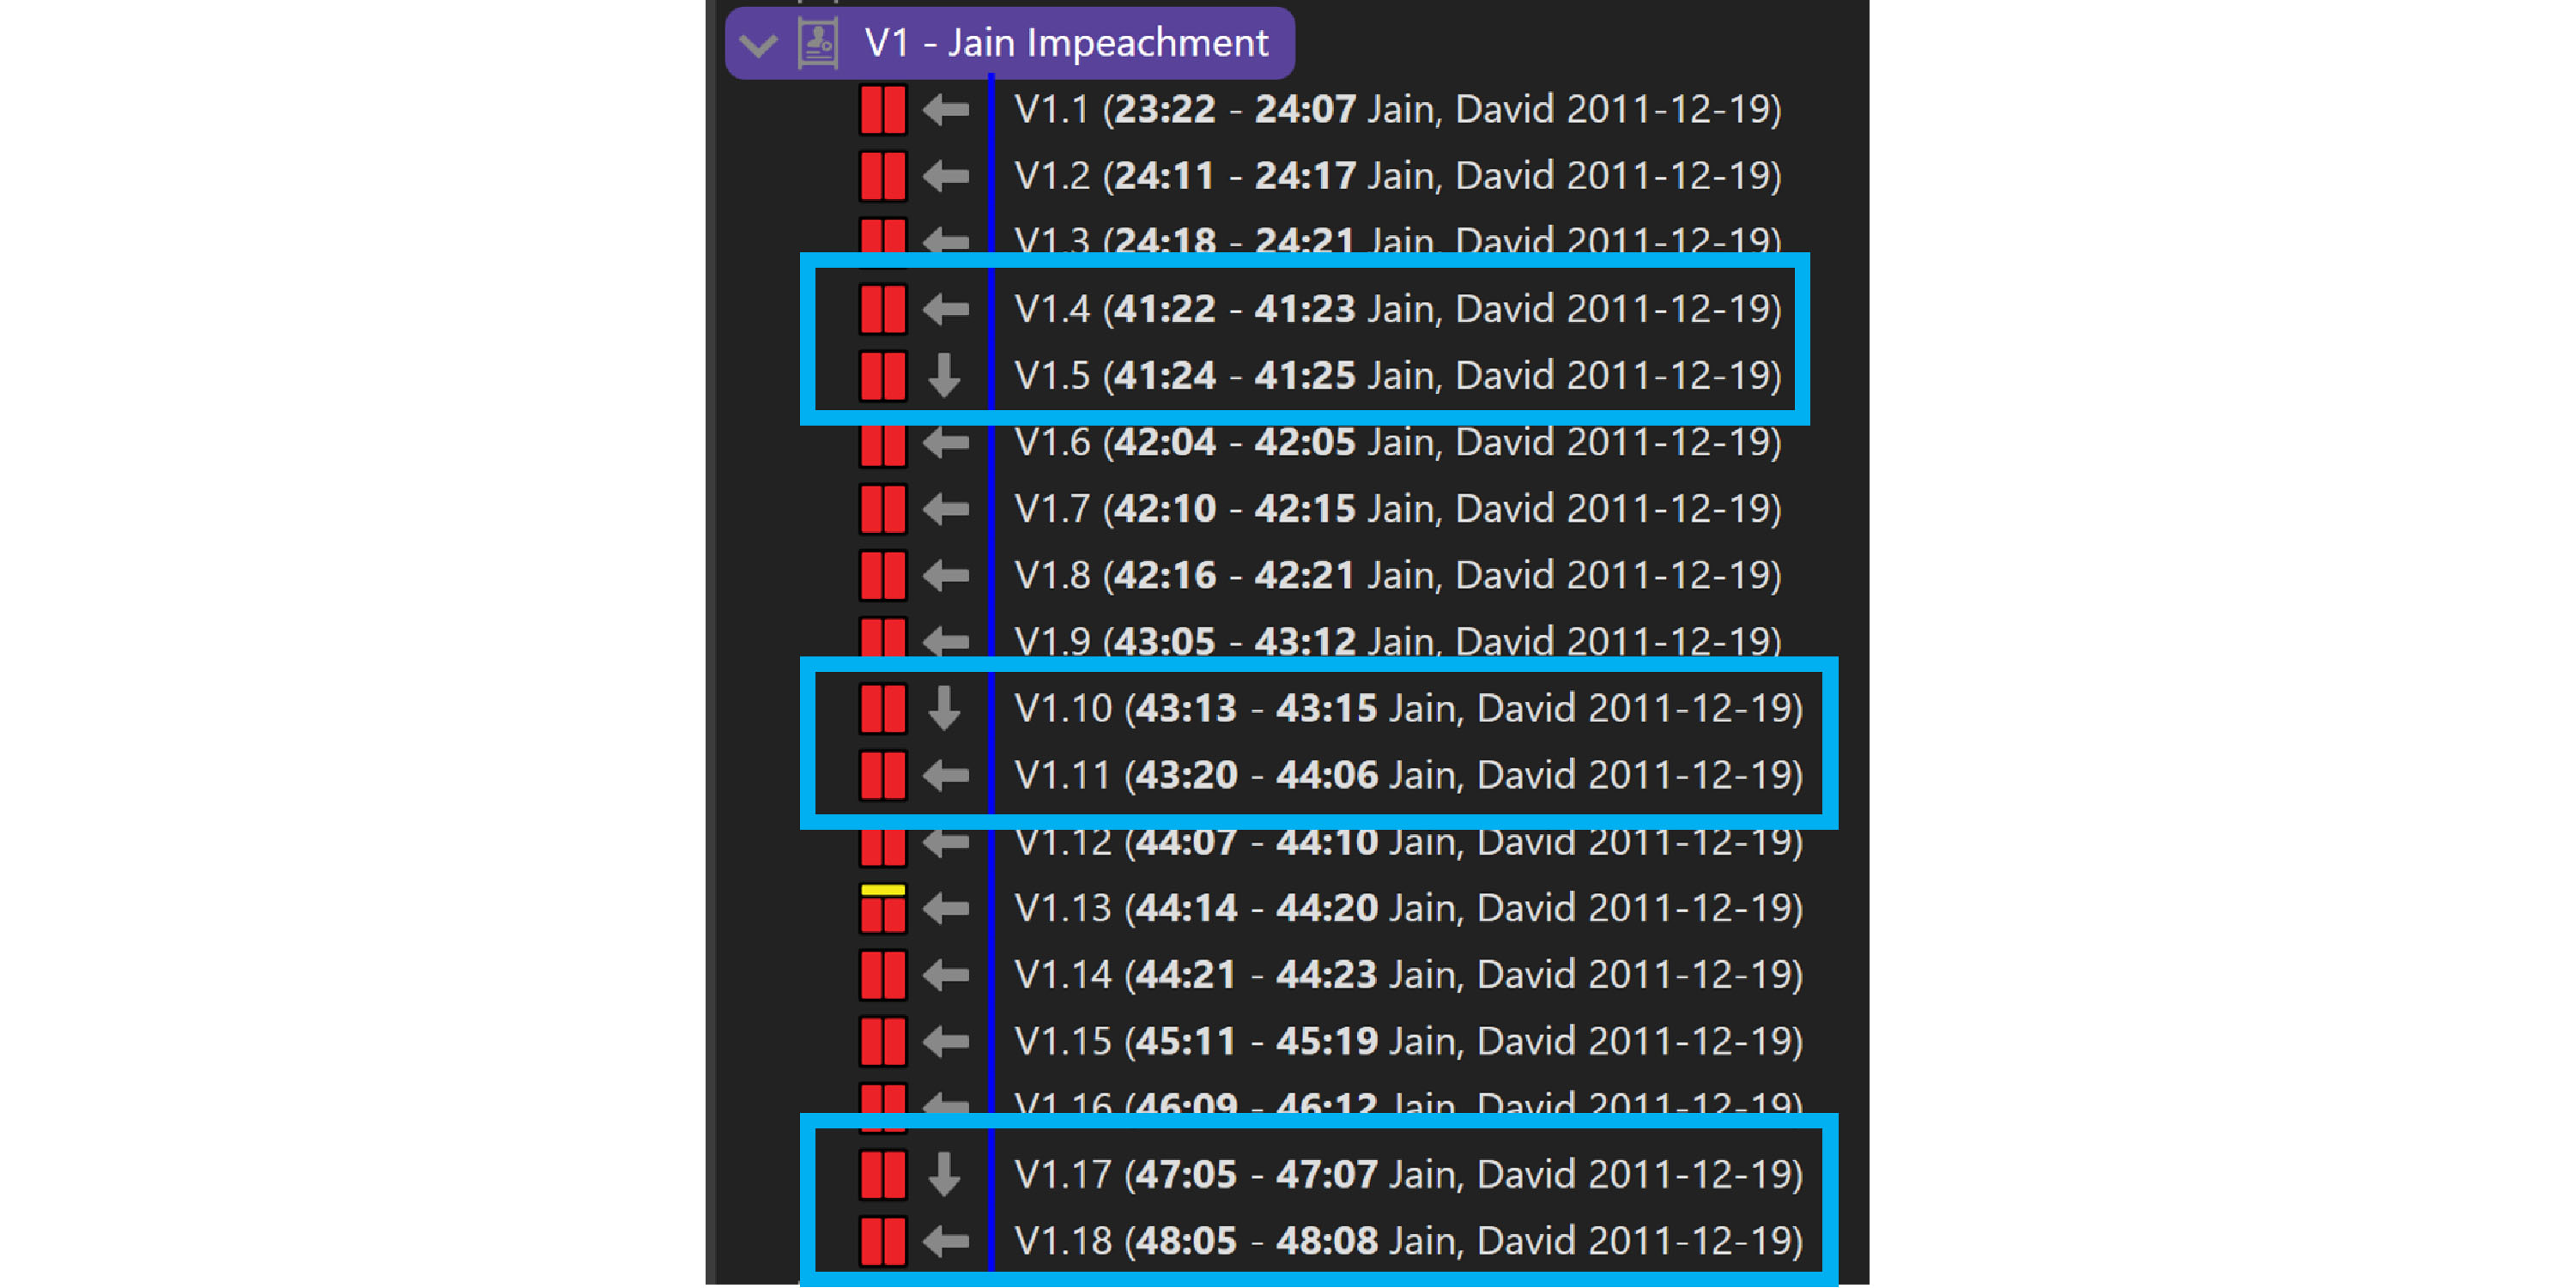 V1 - Jain Impeachment
V1.1 (23:22 - 24:07 Jain, David 2011-12-19)
V1.2 (24:11 - 24:17 Jain, David 2011-12-19)
V1.3 (24:18 - 24:21 Jain, David 2011-12-19)
V1.4 (41:22 - 41:23 Jain, David 2011-12-19)
V1.5 (41:24 - 41:25 Jain, David 2011-12-19)
V1.6 (42:04 - 42:05 Jain, David 2011-12-19)
V1.7 (42:10 - 42:15 Jain, David 2011-12-19)
V1.8 (42:16 - 42:21 Jain, David 2011-12-19)
V1.9 (43:05 - 43:12 Jain, David 2011-12-19)
V1.10 (43:13 - 43:15 Jain, David 2011-12-19)
V1.11 (43:20 - 44:06 Jain, David 2011-12-19)
V1.12 (44:07 - 44:10 Jain, David 2011-12-19)
V1.13 (44:14 - 44:20 Jain, David 2011-12-19)
V1.14 (44:21 - 44:23 Jain, David 2011-12-19)
V1.15 (45:11 - 45:19 Jain, David 2011-12-19)
V1.16 (46:09 - 46:12 Jain, David 2011-12-19)
V1.17 (47:05 - 47:07 Jain, David 2011-12-19)
V1.18 (48:05 - 48:08 Jain, David 2011-12-19)